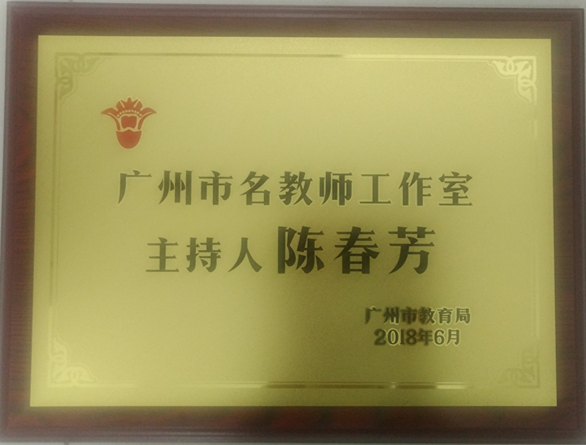 广州市名教师工作室
主持人 陈春芳
广州市教育局
2018年6月